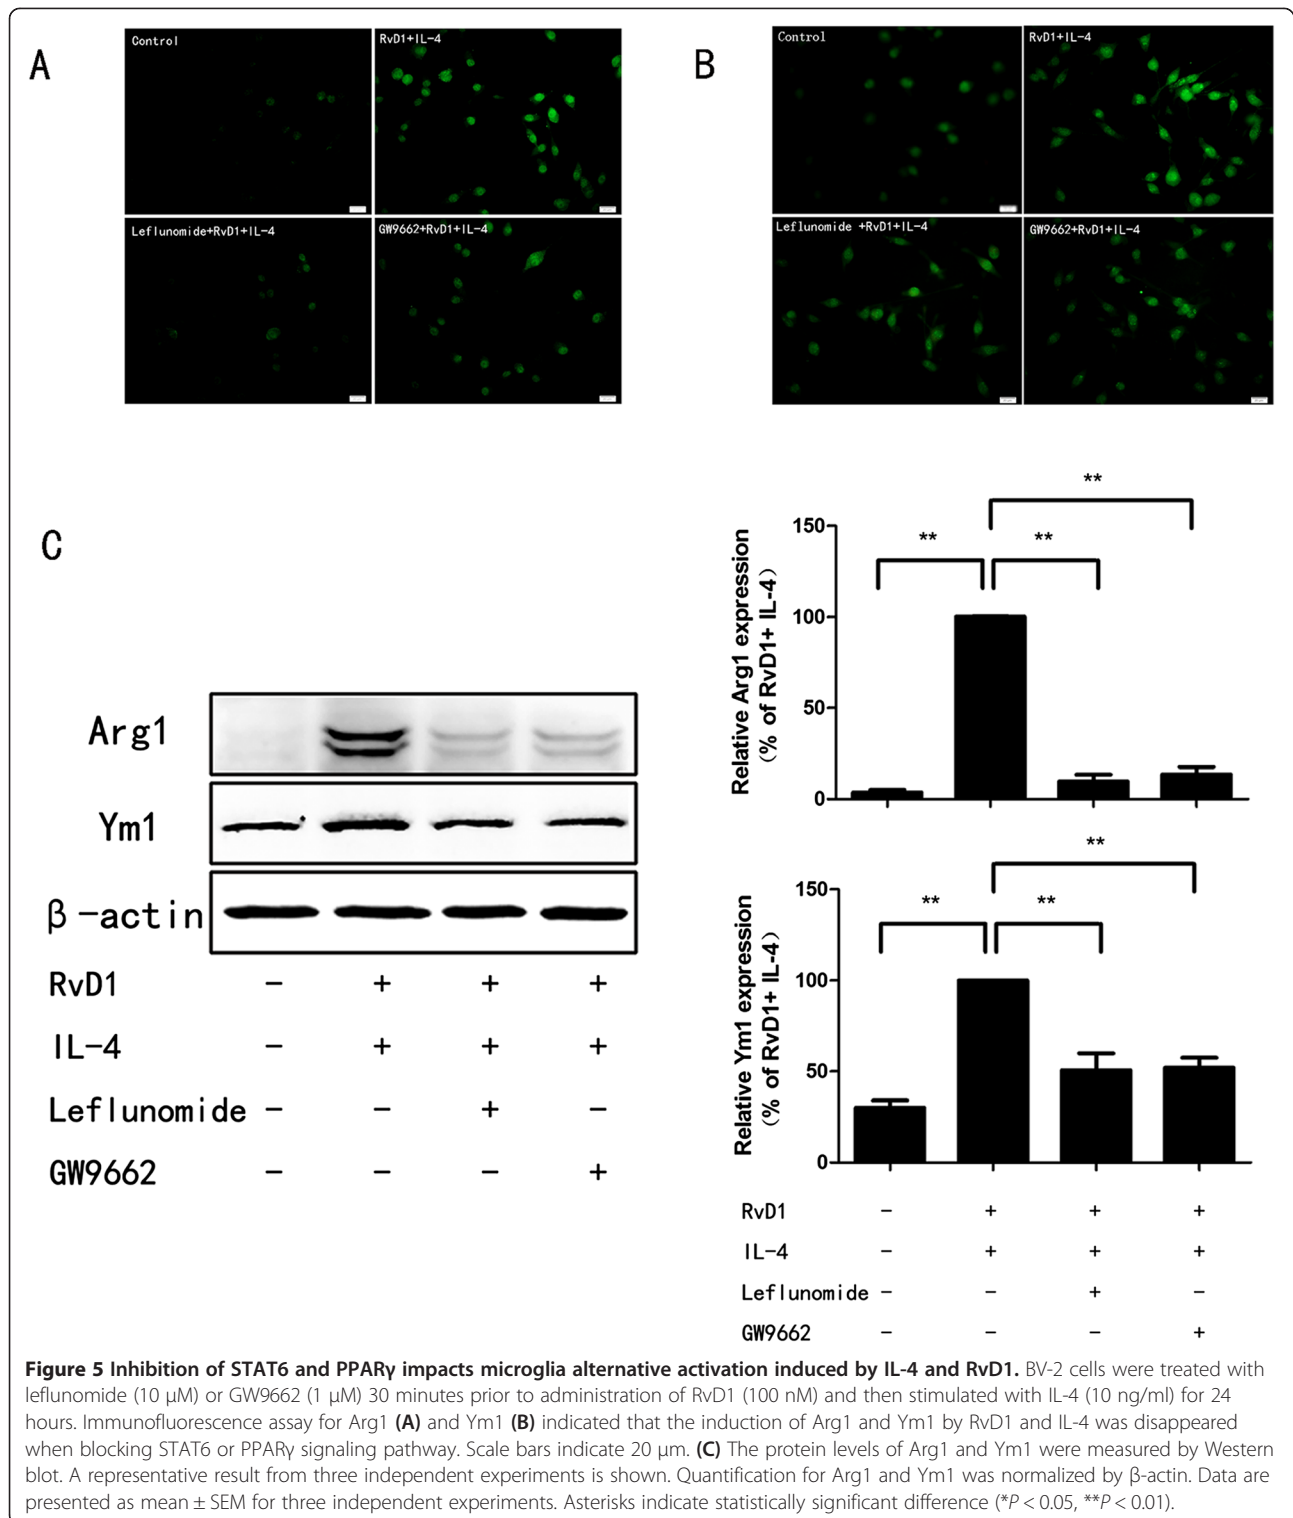 A
Control
RvD1+IL-4
Leflunomide+RvD1+IL-4
GW9662+RvD1+IL-4
B
Control
RvD1+IL-4
Leflunomide +RvD1+IL-4
GW9662+RvD1+IL-4
C
Arg1
Ym1
β-actin
RvD1 − + + +
IL-4 − + + +
Leflunomide − − + −
GW9662 − − − +
Relative Arg1 expression
(% of RvD1+ IL-4)
150
100
50
0
**
**
**
Relative Ym1 expression
(% of RvD1+ IL-4)
150
100
50
0
**
**
**
RvD1 − + + +
IL-4 − + + +
Leflunomide − − + −
GW9662 − − − +
Figure 5 Inhibition of STAT6 and PPARγ impacts microglia alternative activation induced by IL-4 and RvD1. BV-2 cells were treated with
leflunomide (10 μM) or GW9662 (1 μM) 30 minutes prior to administration of RvD1 (100 nM) and then stimulated with IL-4 (10 ng/ml) for 24
hours. Immunofluorescence assay for Arg1 (A) and Ym1 (B) indicated that the induction of Arg1 and Ym1 by RvD1 and IL-4 was disappeared
when blocking STAT6 or PPARγ signaling pathway. Scale bars indicate 20 μm. (C) The protein levels of Arg1 and Ym1 were measured by Western
blot. A representative result from three independent experiments is shown. Quantification for Arg1 and Ym1 was normalized by β-actin. Data are
presented as mean ± SEM for three independent experiments. Asterisks indicate statistically significant difference (*P < 0.05, **P < 0.01).